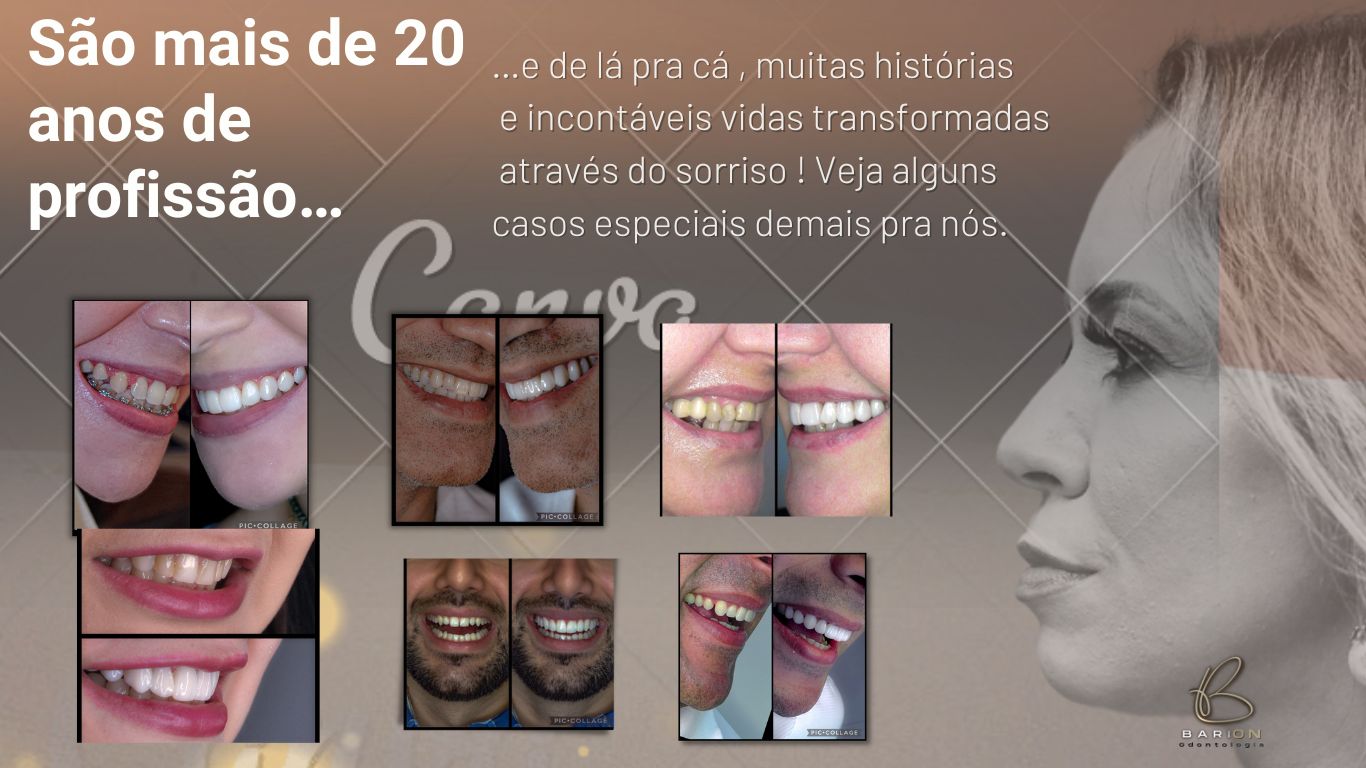 São mais de 20
anos de
profissão...
...e de lá pra cá , muitas histórias
e incontáveis vidas transformadas
através do sorriso ! Veja alguns
casos especiais demais pra nós.
Canva
PIC•COLLAGE
PIC•COLLAGE
PIC•COLLAGE
PIC•COLLAGE
B
BARION
Odontologia